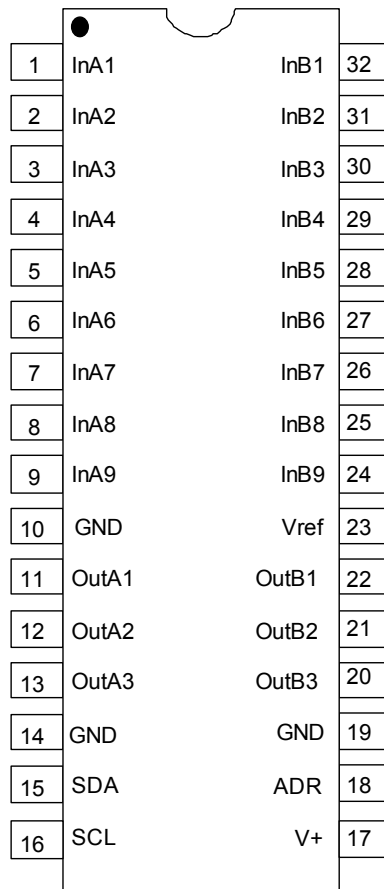 1 InA1 InB1 32
2 InA2 InB2 31
3 InA3 InB3 30
4 InA4 InB4 29
5 InA5 InB5 28
6 InA6 InB6 27
7 InA7 InB7 26
8 InA8 InB8 25
9 InA9 InB9 24
10 GND Vref 23
11 OutA1 OutB1 22
12 OutA2 OutB2 21
13 OutA3 OutB3 20
14 GND GND 19
15 SDA ADR 18
16 SCL V+ 17